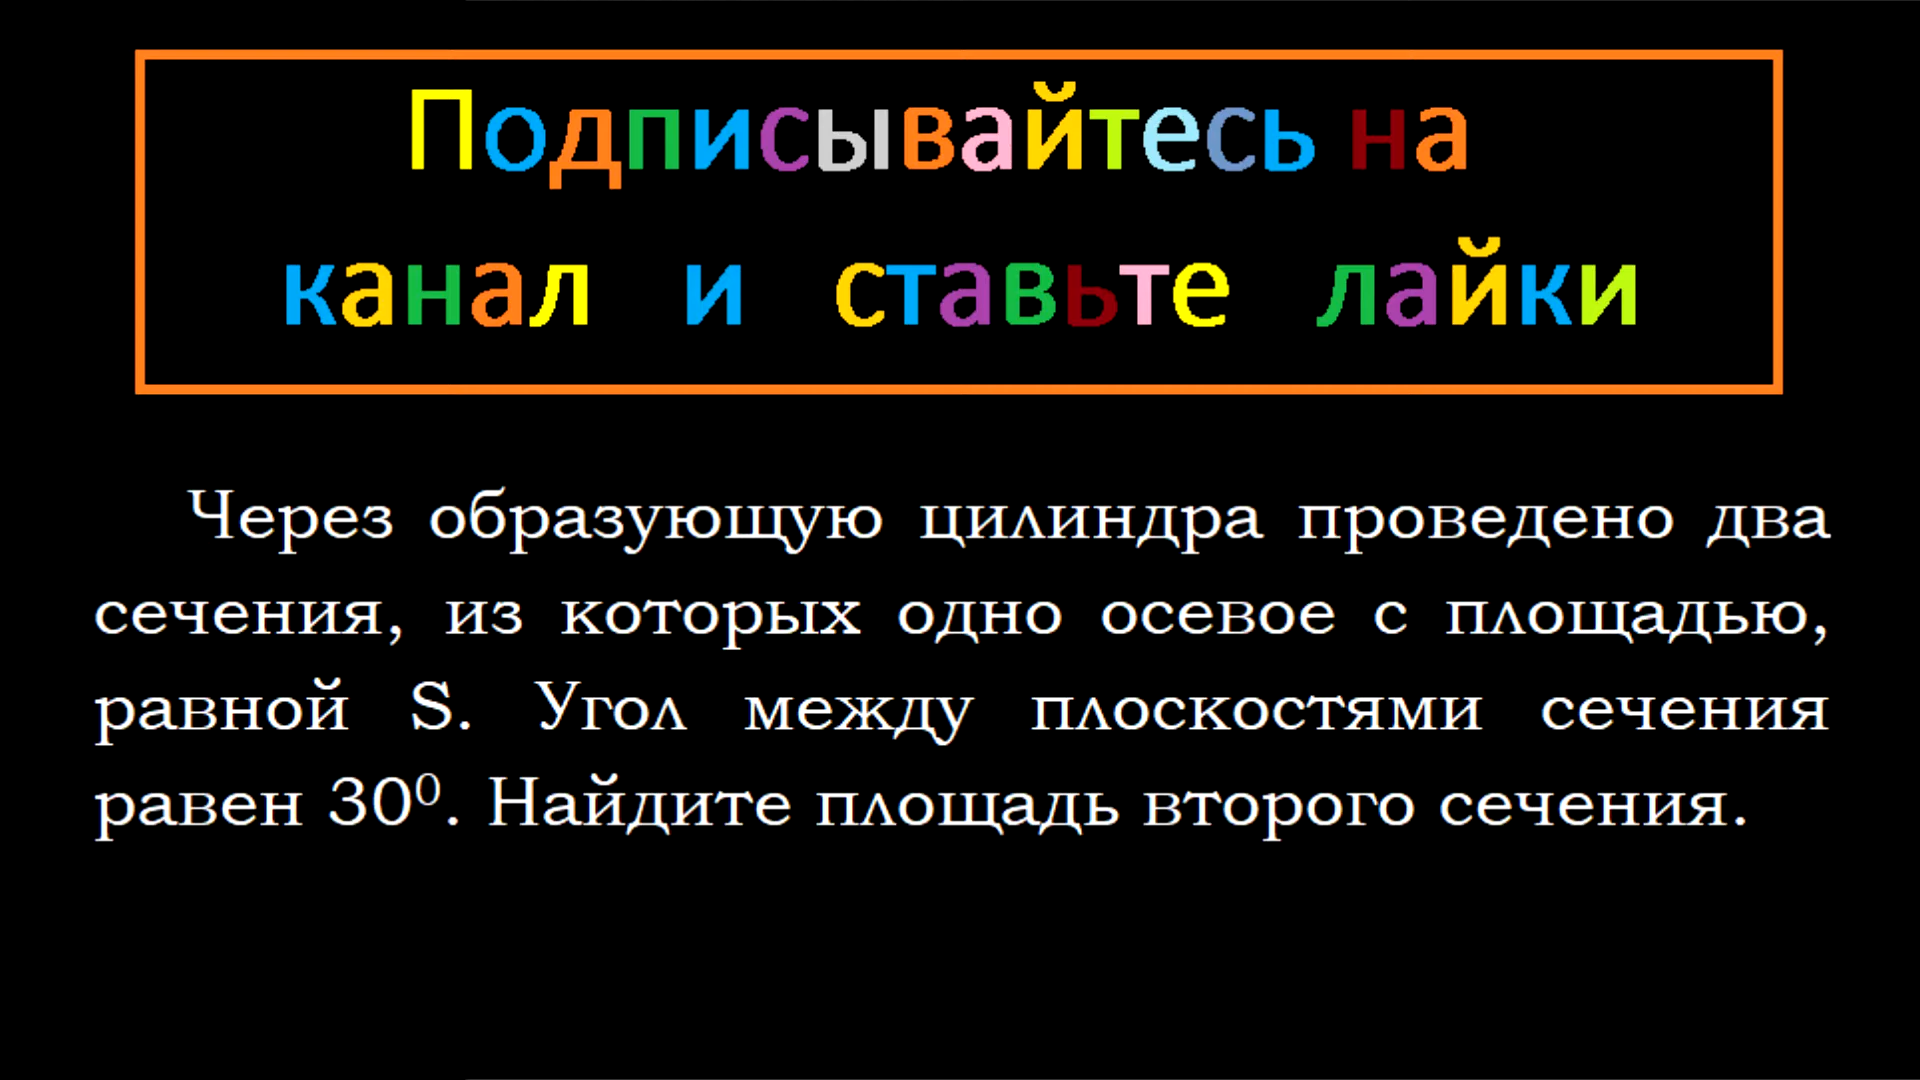 Подписывайтесь на
канал и ставьте лайки
Через образующую цилиндра проведено два
сечения, из которых одно осевое с площадью,
равной S. Угол между плоскостями сечения
равен 30⁰. Найдите площадь второго сечения.